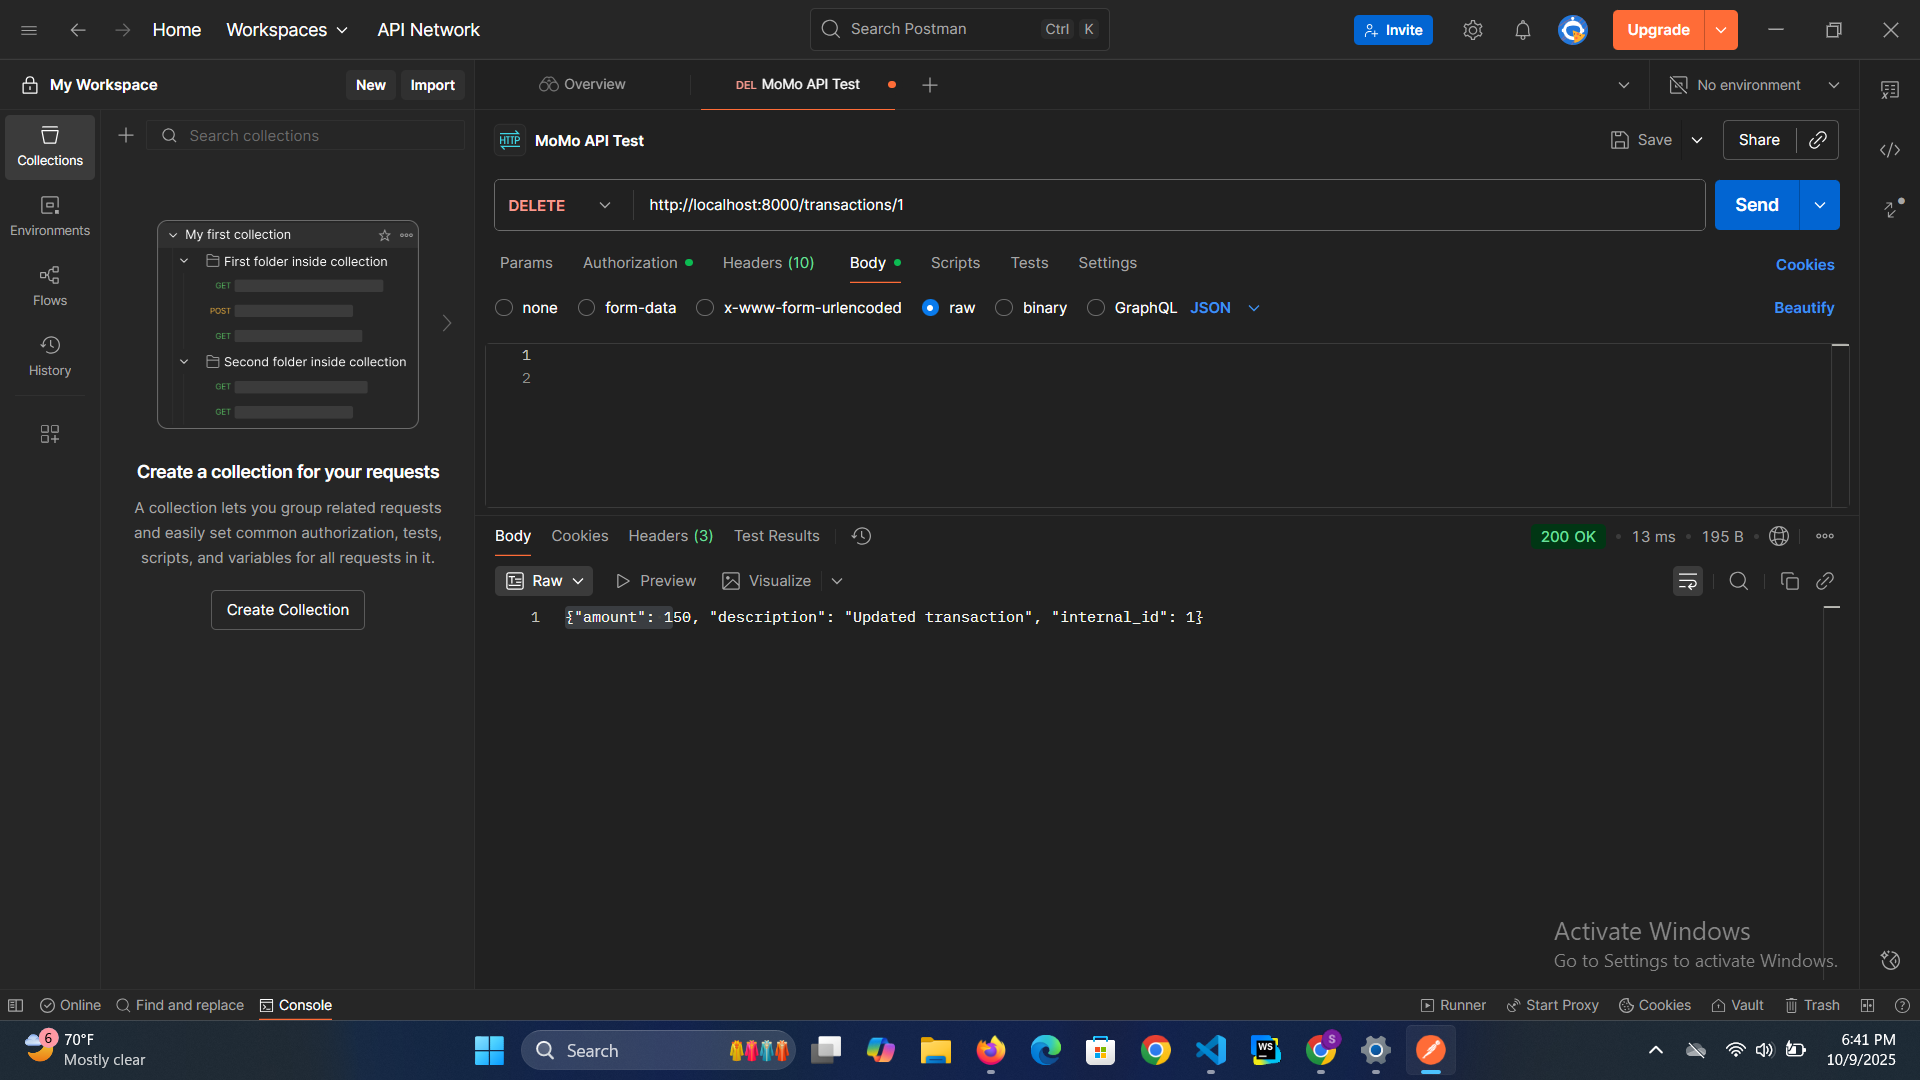 Home
Workspaces
API Network
Search Postman
Ctrl K
Invite
Upgrade
My Workspace
New
Import
Overview
DEL MoMo API Test
No environment
Collections
Environments
Flows
History
Search collections
My first collection
First folder inside collection
GET
POST
GET
Second folder inside collection
GET
GET
Create a collection for your requests
A collection lets you group related requests
and easily set common authorization, tests,
scripts, and variables for all requests in it.
Create Collection
HTTP MoMo API Test
Save
Share
DELETE
http://localhost:8000/transactions/1
Send
Params
Authorization
Headers (10)
Body
Scripts
Tests
Settings
Cookies
none
form-data
x-www-form-urlencoded
raw
binary
GraphQL
JSON
Beautify
1
2
Body
Cookies
Headers (3)
Test Results
200 OK
13 ms
195 B
Raw
Preview
Visualize
1 {"amount": 150, "description": "Updated transaction", "internal_id": 1}
Activate Windows
Go to Settings to activate Windows.
Online
Find and replace
Console
Runner
Start Proxy
Cookies
Vault
Trash
6
70°F
Mostly clear
Search
WS
S
6:41 PM
10/9/2025